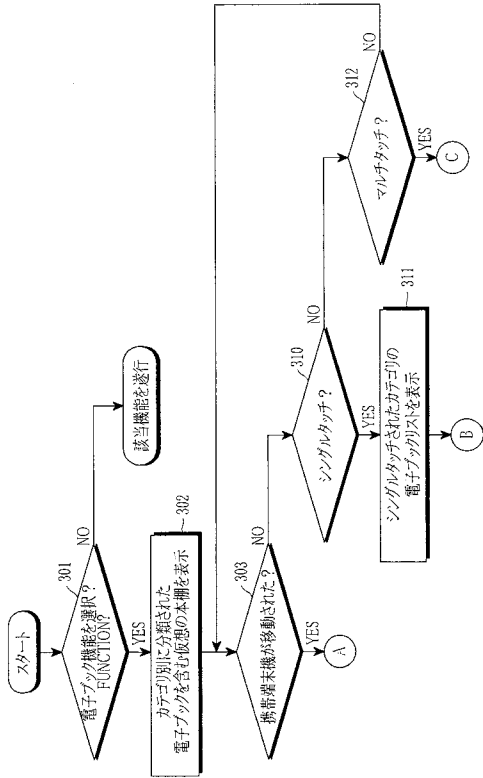 スタート
301
電子ブック機能を選択？
FUNCTION?
NO
該当機能を遂行
YES
302
カテゴリ別に分類された
電子ブックを含む仮想の本棚を表示
303
携帯端末機が移動された？
NO
YES
A
310
シングルタッチ？
NO
YES
311
シングルタッチされたカテゴリの
電子ブックリストを表示
B
312
マルチタッチ？
NO
YES
C